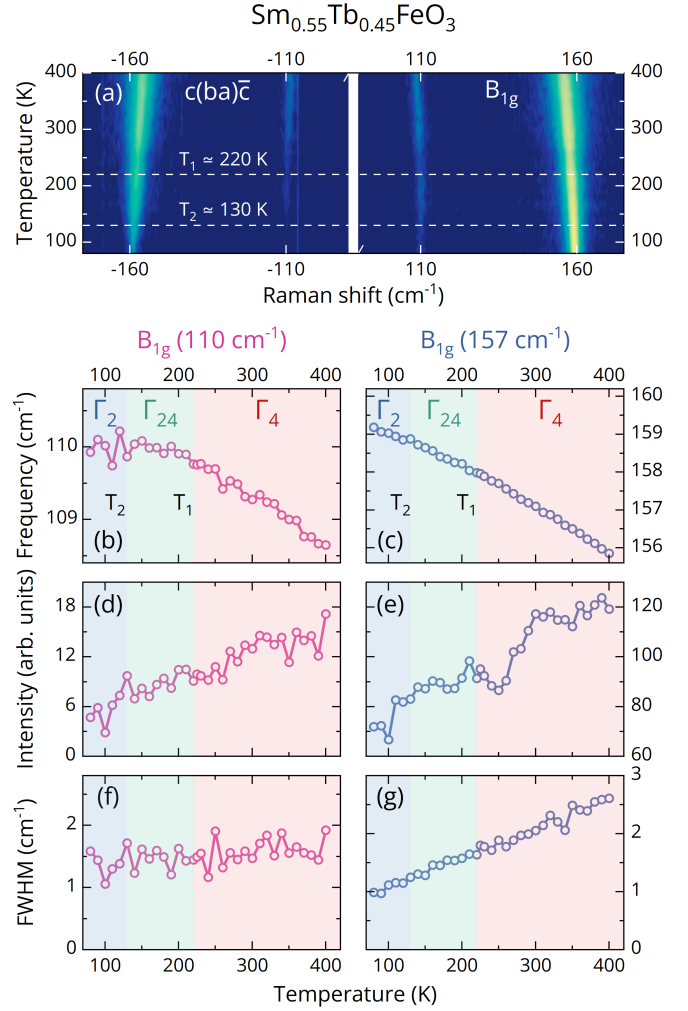 Sm₀.₅₅Tb₀.₄₅FeO₃
-160 -110 110 160
(a) c(ba)c̅ B₁g
T₁ ≃ 220 K
T₂ ≃ 130 K
400 400
300 300
200 200
100 100
Temperature (K)
-160 -110 110 160
Raman shift (cm⁻¹)
B₁g (110 cm⁻¹) B₁g (157 cm⁻¹)
100 200 300 400 100 200 300 400
Γ₂ Γ₂₄ Γ₄ Γ₂ Γ₂₄ Γ₄
Frequency (cm⁻¹)
110
109
160
159
158
157
156
T₂ T₁ T₂ T₁
(b) (c)
Intensity (arb. units)
18
12
6
0
120
100
80
60
(d) (e)
FWHM (cm⁻¹)
2
1
0
3
2
1
0
(f) (g)
100 200 300 400 100 200 300 400
Temperature (K)